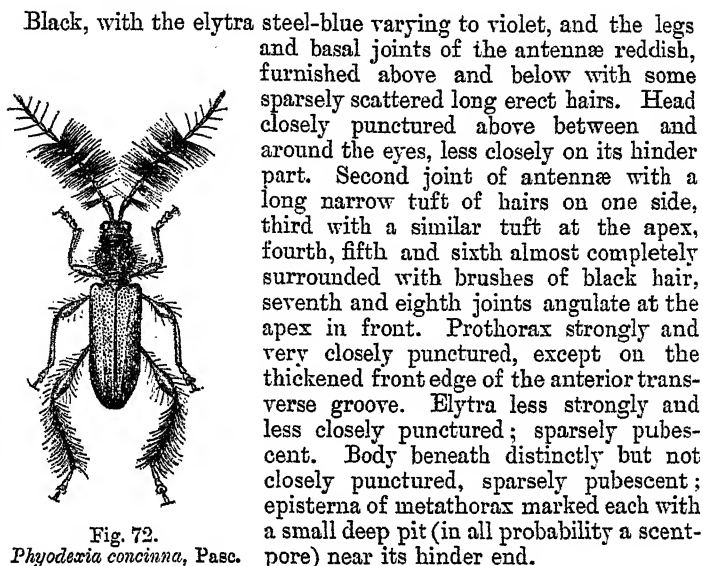 Black, with the elytra steel-blue varying to violet, and the legs
and basal joints of the antennæ reddish,
furnished above and below with some
sparsely scattered long erect hairs. Head
closely punctured above between and
around the eyes, less closely on its hinder
part. Second joint of antennæ with a
long narrow tuft of hairs on one side,
third with a similar tuft at the apex,
fourth, fifth and sixth almost completely
surrounded with brushes of black hair,
seventh and eighth joints angulate at the
apex in front. Prothorax strongly and
very closely punctured, except on the
thickened front edge of the anterior trans-
verse groove. Elytra less strongly and
less closely punctured; sparsely pubes-
cent. Body beneath distinctly but not
closely punctured, sparsely pubescent;
episterna of metathorax marked each with
a small deep pit (in all probability a scent-
pore) near its hinder end.
Fig. 72.
Phyodexia concinna, Pasc.